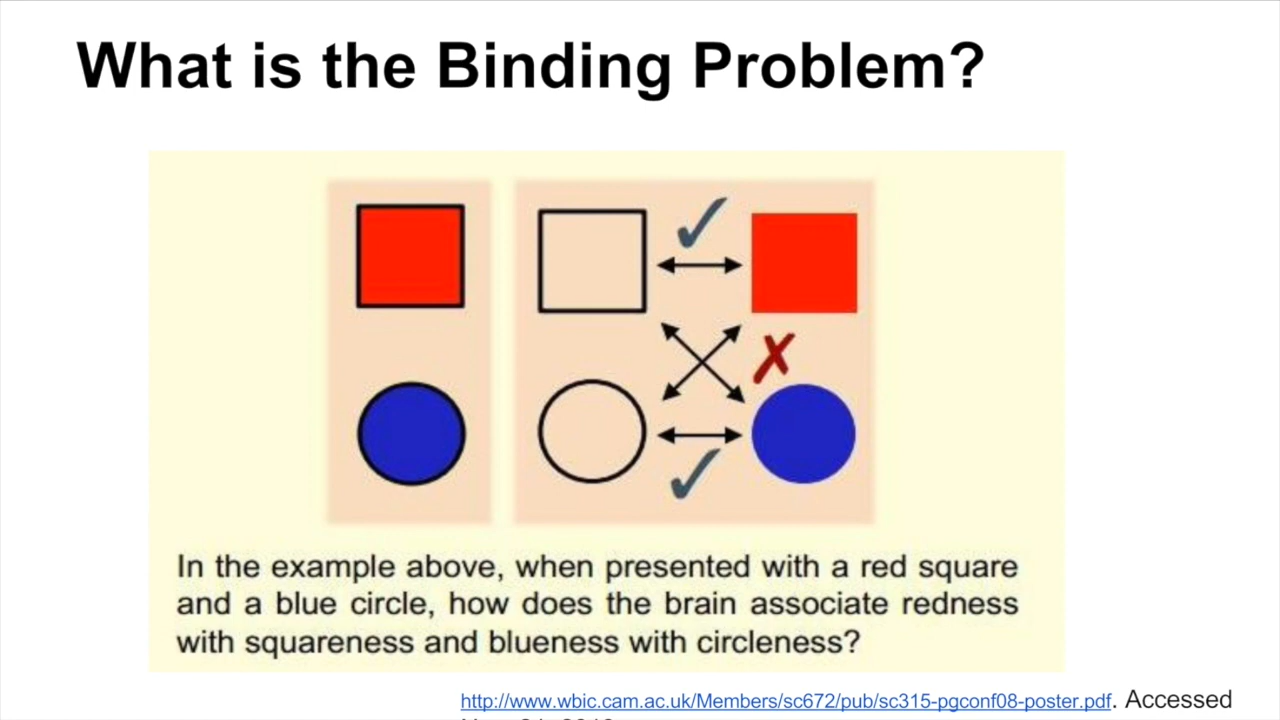 What is the Binding Problem?
In the example above, when presented with a red square
and a blue circle, how does the brain associate redness
with squareness and blueness with circleness?
http://www.wbic.cam.ac.uk/Members/sc672/pub/sc315-pgconf08-poster.pdf. Accessed